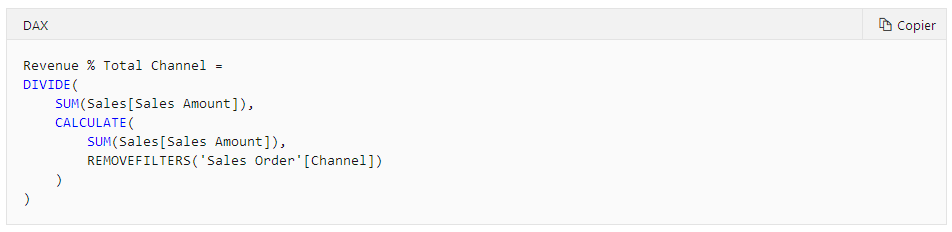 DAX
Copier
Revenue % Total Channel =
DIVIDE(
    SUM(Sales[Sales Amount]),
    CALCULATE(
        SUM(Sales[Sales Amount]),
        REMOVEFILTERS('Sales Order'[Channel])
    )
)